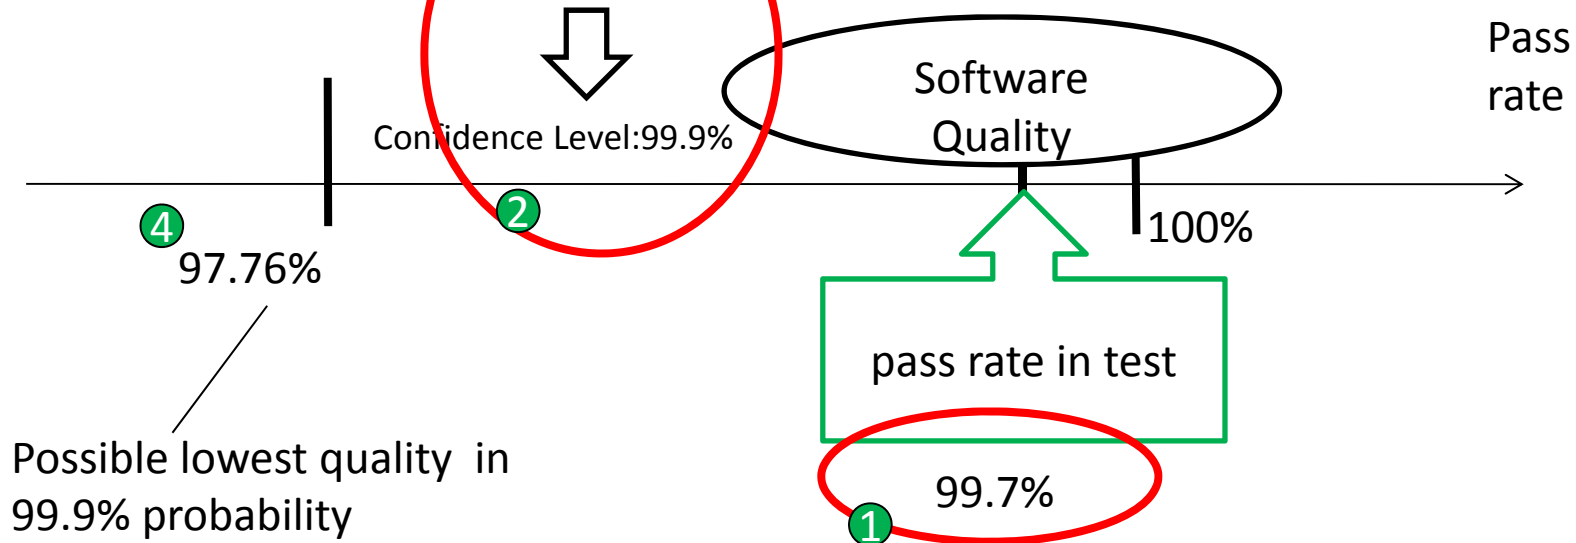 Pass
rate
Software
Quality
Confidence Level:99.9%
4
2
100%
97.76%
pass rate in test
Possible lowest quality in
99.9% probability
99.7%
1